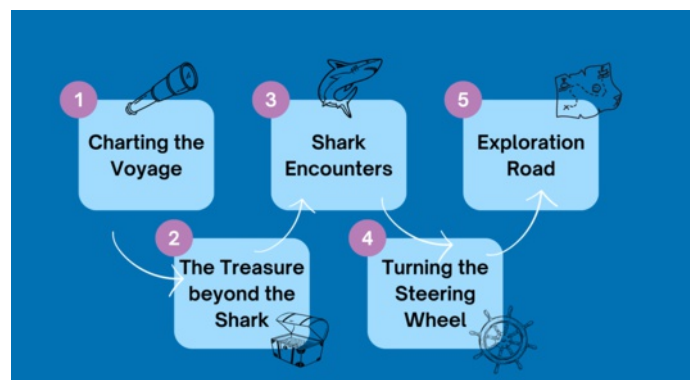 1
Charting the
Voyage
2
The Treasure
beyond the
Shark
3
Shark
Encounters
4
Turning the
Steering
Wheel
5
Exploration
Road